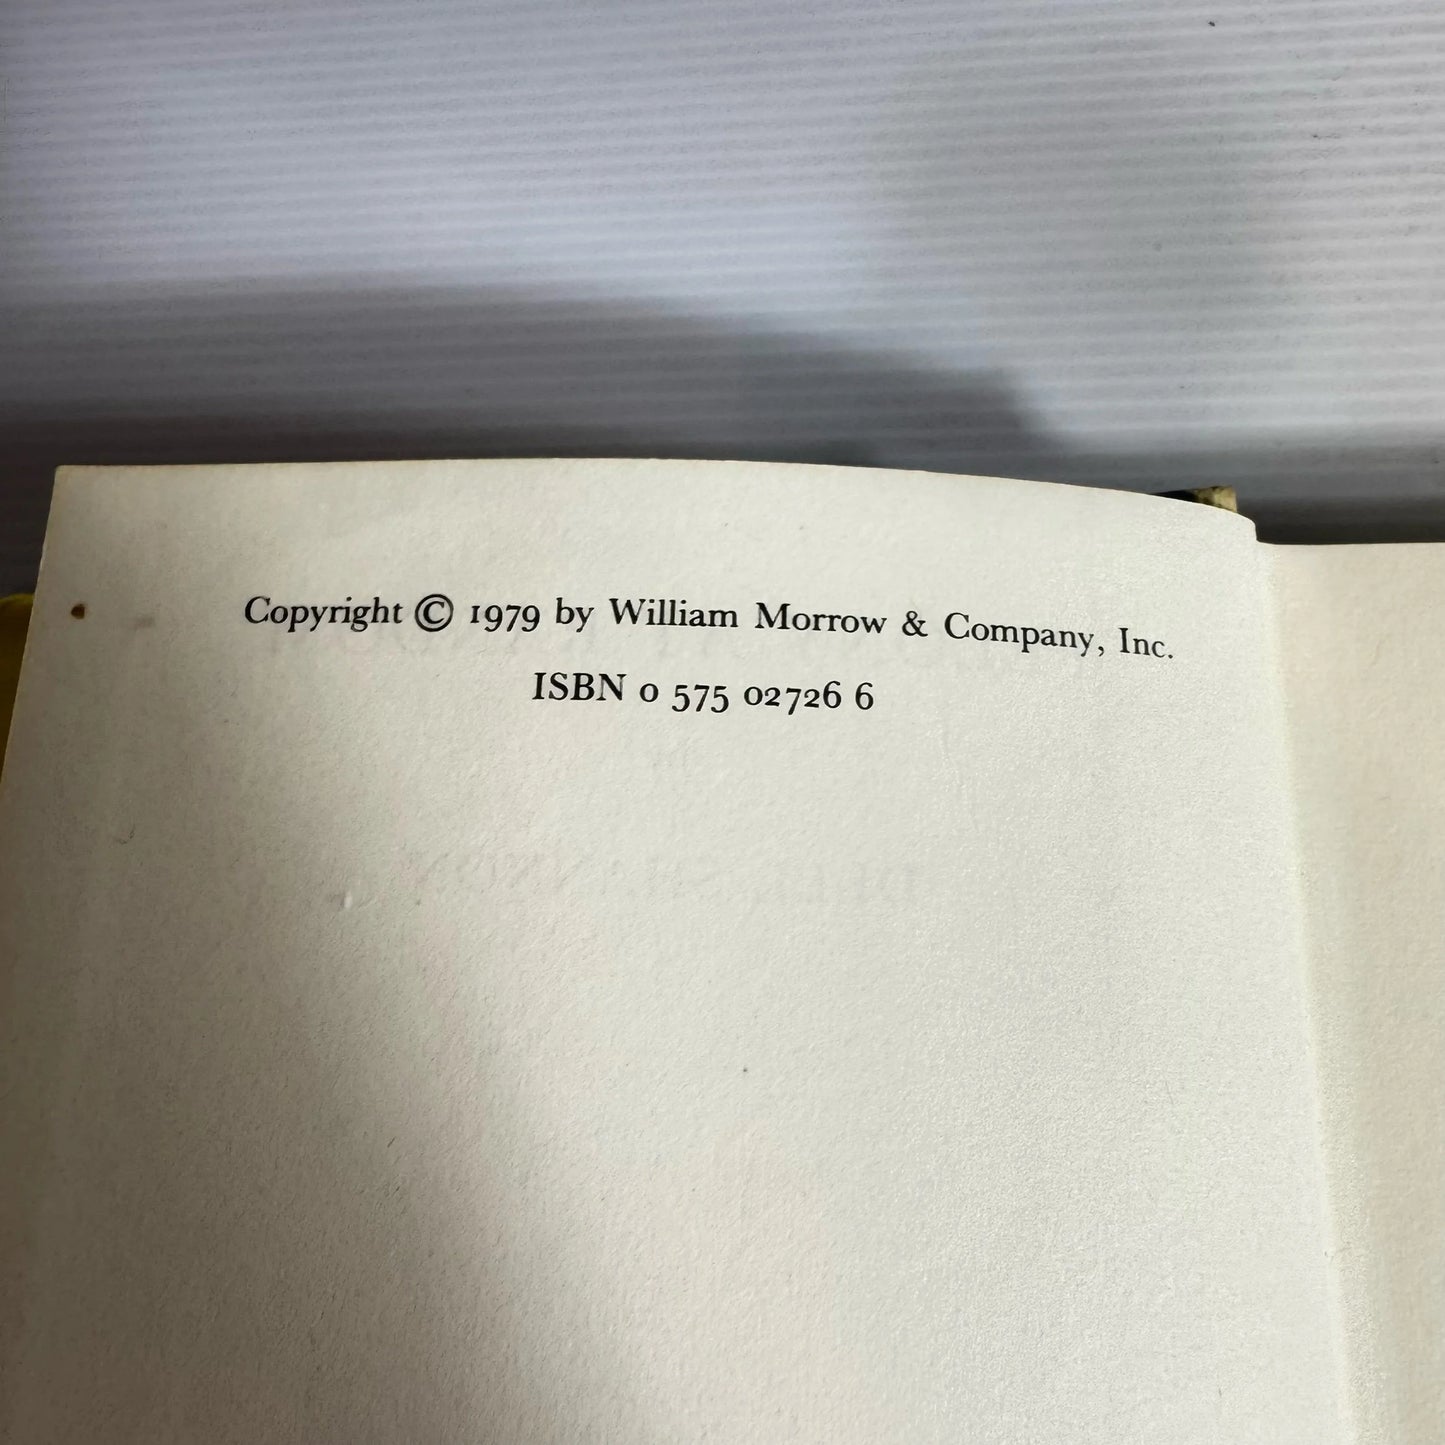 Copyright © 1979 by William Morrow & Company, Inc.
ISBN 0 575 02726 6